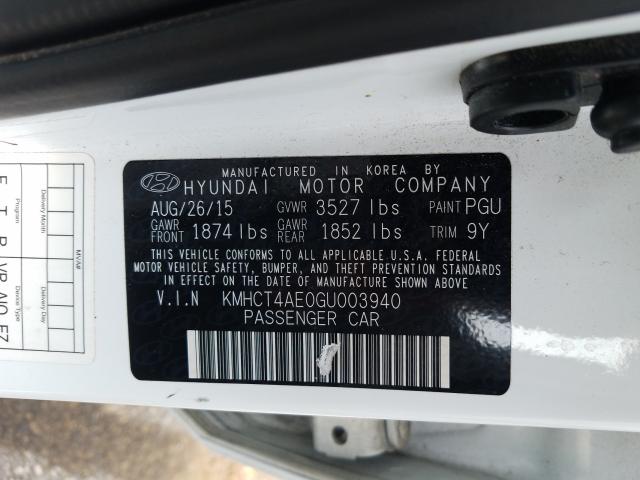 MANUFACTURED IN KOREA BY
HYUNDAI MOTOR COMPANY
AUG/26/15 GVWR 3527 lbs PAINT PGU
GAWR FRONT 1874 lbs GAWR REAR 1852 lbs TRIM 9Y
THIS VEHICLE CONFORMS TO ALL APPLICABLE U.S.A. FEDERAL
MOTOR VEHICLE SAFETY, BUMPER, AND THEFT PREVENTION STANDARDS
IN EFFECT ON THE DATE OF MANUFACTURE SHOWN ABOVE
V.I.N KMHCT4AE0GU003940
PASSENGER CAR
Program
MVA#